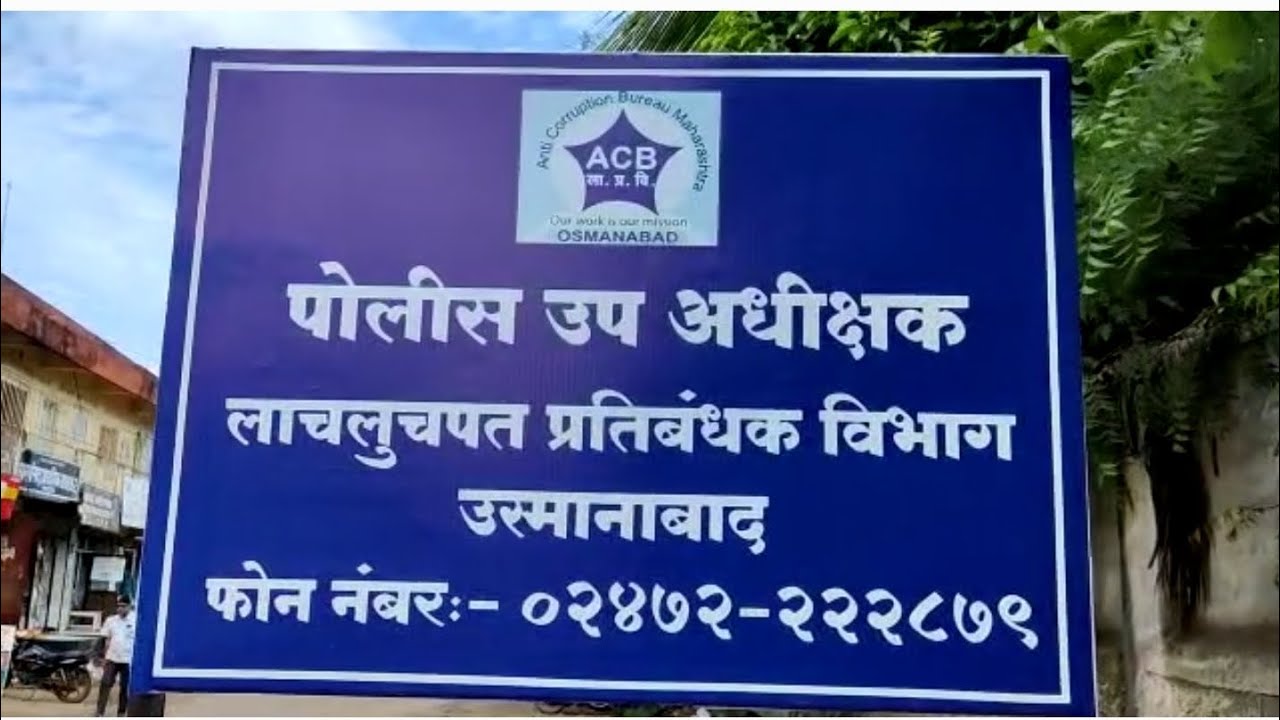 Anti Corruption Bureau Maharashtra
ACB
ला. प्र. वि.
Our work is our mission
OSMANABAD
पोलीस उप अधीक्षक
लाचलुचपत प्रतिबंधक विभाग
उस्मानाबाद
फोन नंबरः- ०२४७२-२२२८७९